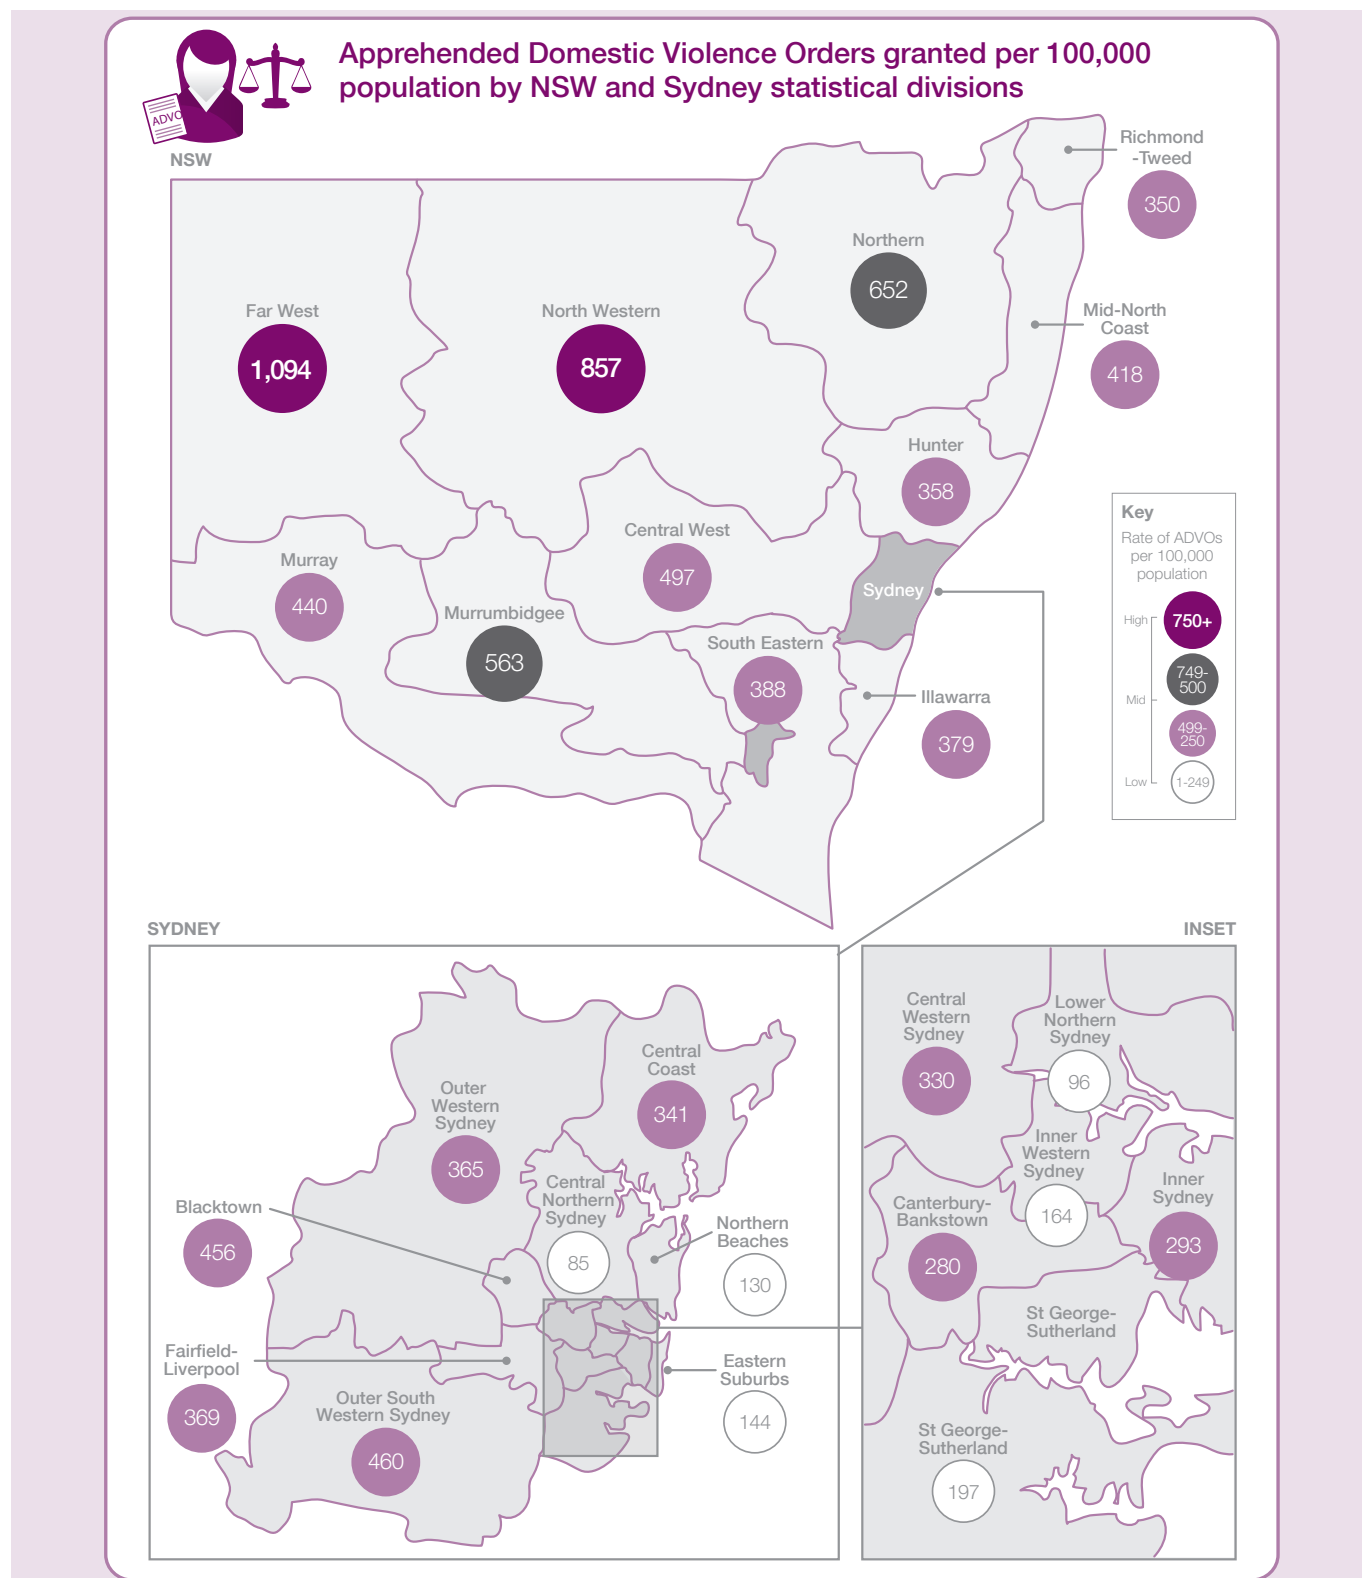 Apprehended Domestic Violence Orders granted per 100,000
population by NSW and Sydney statistical divisions
ADVO
NSW
Richmond
-Tweed
350
Northern
652
Far West
1,094
North Western
857
Mid-North
Coast
418
Hunter
358
Central West
497
Murray
440
Sydney
Murrumbidgee
563
South Eastern
388
Illawarra
379
Key
Rate of ADVOs
per 100,000
population
High
750+
749-
500
Mid
499-
250
Low
1-249
SYDNEY
Central
Coast
341
Outer
Western
Sydney
365
Central
Northern
Sydney
85
Blacktown
456
Northern
Beaches
130
Fairfield-
Liverpool
369
Eastern
Suburbs
144
Outer South
Western Sydney
460
INSET
Central
Western
Sydney
330
Lower
Northern
Sydney
96
Inner
Western
Sydney
164
Inner
Sydney
293
Canterbury-
Bankstown
280
St George-
Sutherland
St George-
Sutherland
197